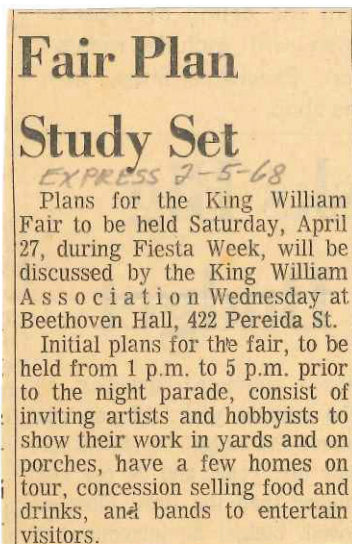 Fair Plan
Study Set
EXPRESS 2-5-68
Plans for the King William
Fair to be held Saturday, April
27, during Fiesta Week, will be
discussed by the King William
Association Wednesday at
Beethoven Hall, 422 Pereida St.
Initial plans for the fair, to be
held from 1 p.m. to 5 p.m. prior
to the night parade, consist of
inviting artists and hobbyists to
show their work in yards and on
porches, have a few homes on
tour, concession selling food and
drinks, and bands to entertain
visitors.